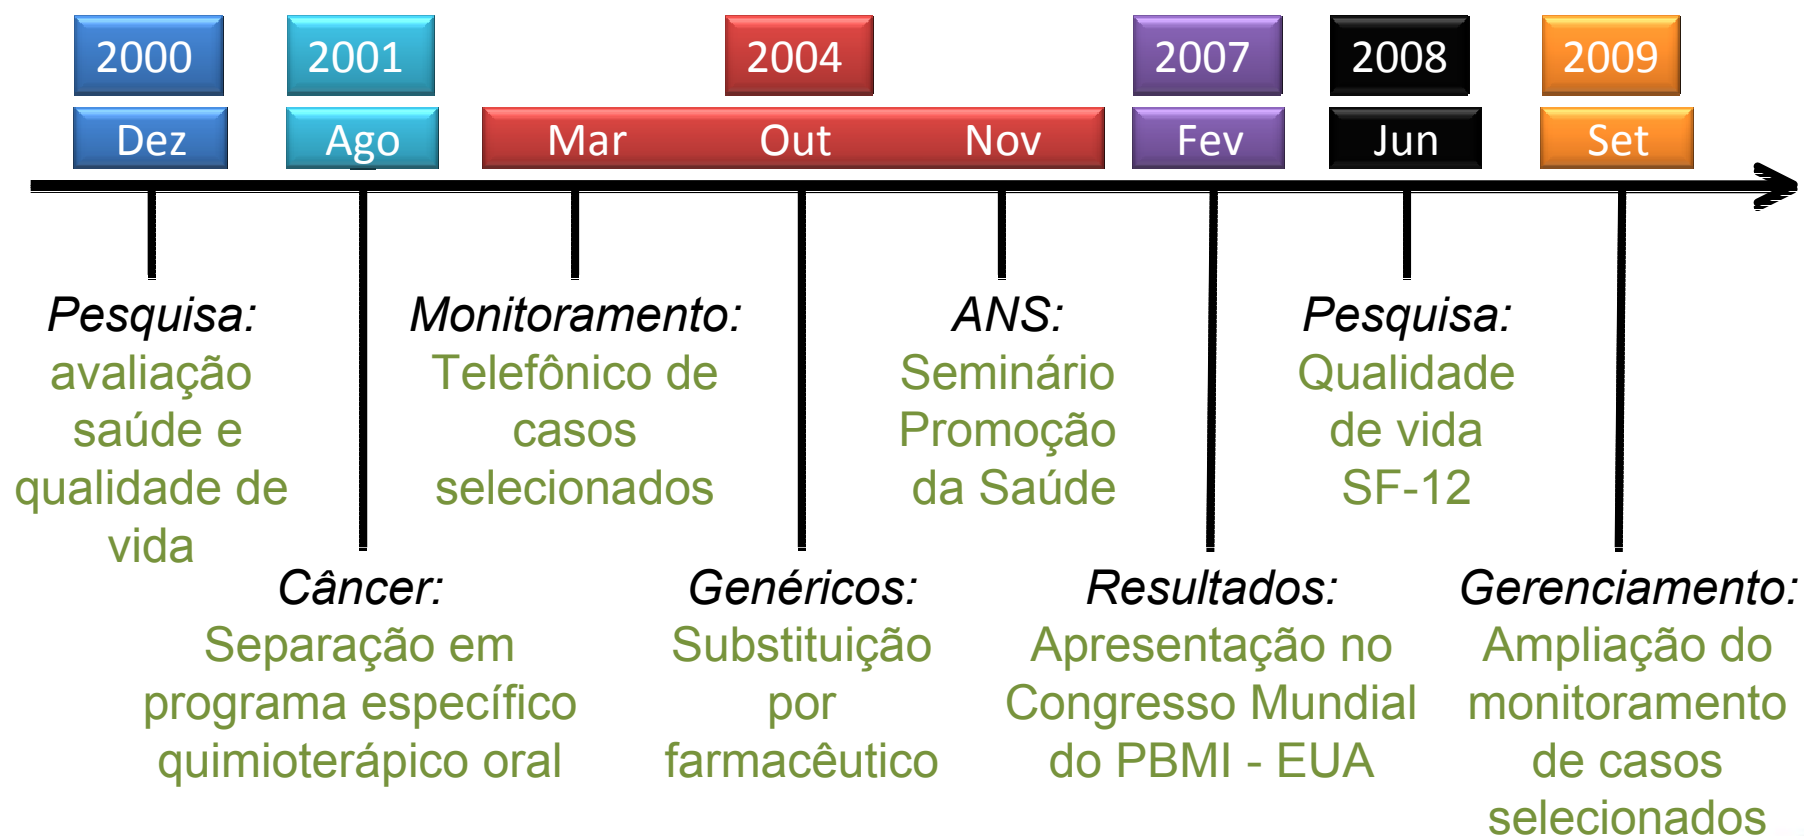 2000
2001
2004
2007
2008
2009
Dez
Ago
Mar
Out
Nov
Fev
Jun
Set
Pesquisa:
avaliação
saúde e
qualidade de
vida
Câncer:
Separação em
programa específico
quimioterápico oral
Monitoramento:
Telefônico de
casos
selecionados
Genéricos:
Substituição
por
farmacêutico
ANS:
Seminário
Promoção
da Saúde
Resultados:
Apresentação no
Congresso Mundial
do PBMI - EUA
Pesquisa:
Qualidade
de vida
SF-12
Gerenciamento:
Ampliação do
monitoramento
de casos
selecionados